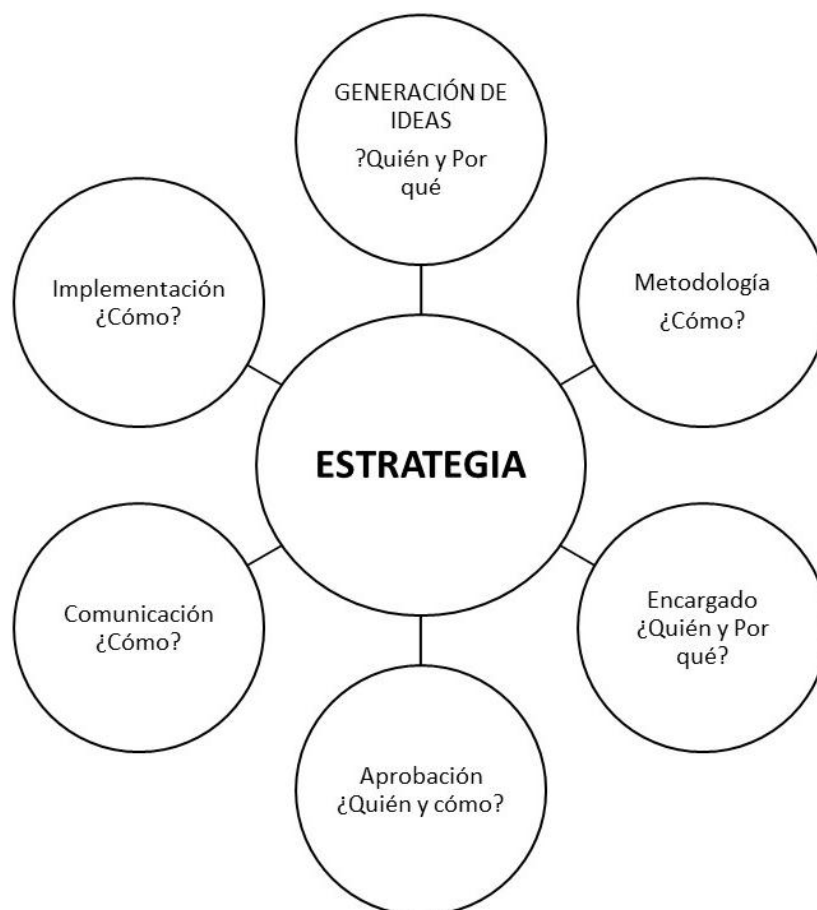 GENERACIÓN DE
IDEAS
?Quién y Por
qué
Implementación
¿Cómo?
Metodología
¿Cómo?
ESTRATEGIA
Comunicación
¿Cómo?
Encargado
¿Quién y Por
qué?
Aprobación
¿Quién y cómo?